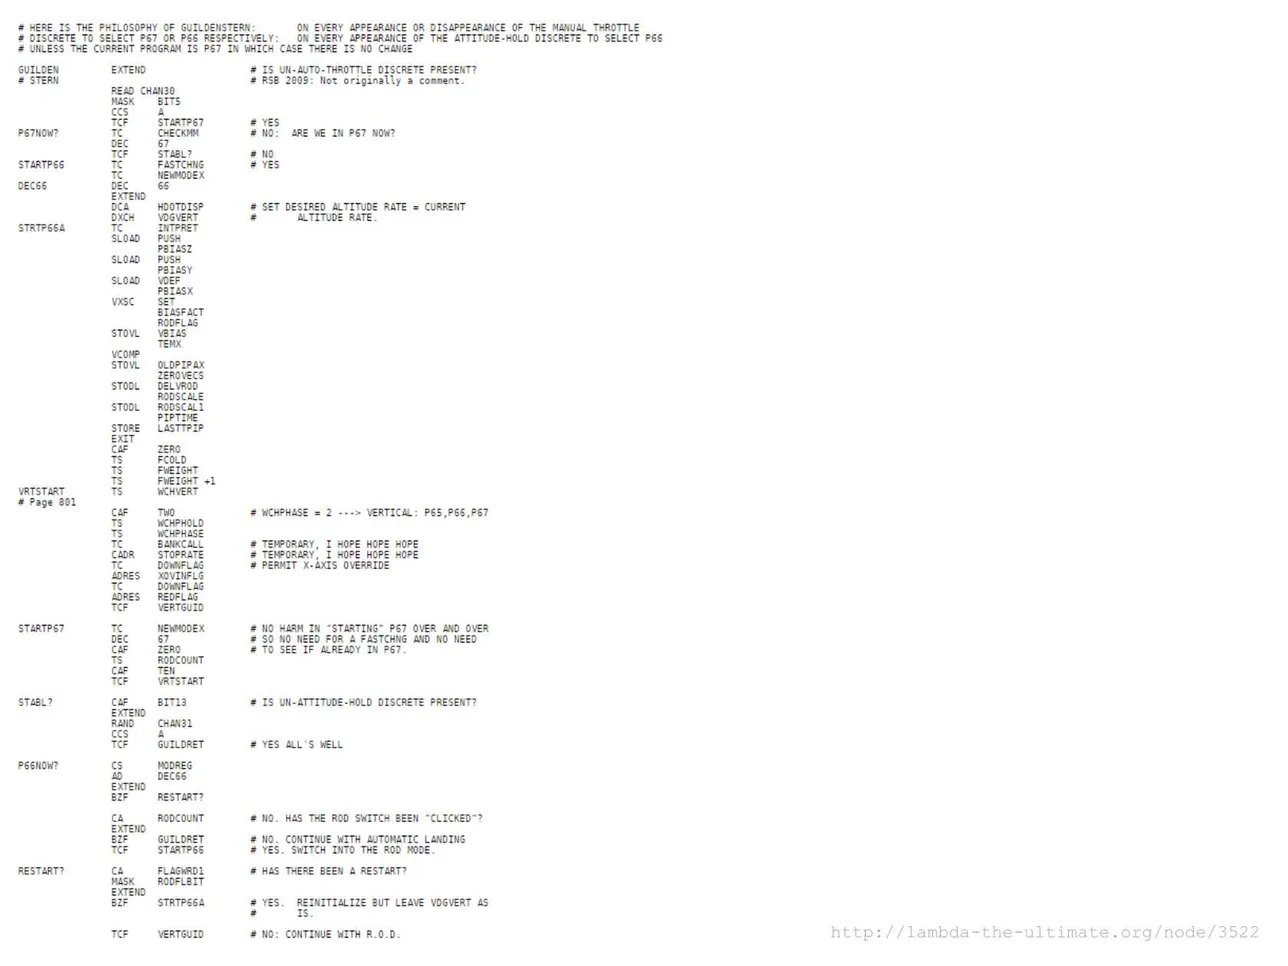 # HERE IS THE PHILOSOPHY OF GUILDENSTERN:       ON EVERY APPEARANCE OR DISAPPEARANCE OF THE MANUAL THROTTLE
# DISCRETE TO SELECT P67 OR P66 RESPECTIVELY:   ON EVERY APPEARANCE OF THE ATTITUDE-HOLD DISCRETE TO SELECT P66
# UNLESS THE CURRENT PROGRAM IS P67 IN WHICH CASE THERE IS NO CHANGE
GUILDEN EXTEND # IS UN-AUTO-THROTTLE DISCRETE PRESENT?
# STERN # RSB 2009: Not originally a comment.
READ CHAN30
MASK BIT5
CCS A
TCF STARTP67 # YES
P67NOW? TC CHECKMM # NO:  ARE WE IN P67 NOW?
DEC 67
TCF STABL? # NO
STARTP66 TC FASTCHNG # YES
TC NEWMODEX
DEC66 DEC 66
EXTEND
DCA HDOTDISP # SET DESIRED ALTITUDE RATE = CURRENT
DXCH VDGVERT # ALTITUDE RATE.
STRTP66A TC INTPRET
SLOAD PUSH
PBIASZ
SLOAD PUSH
PBIASY
SLOAD VDEF
PBIASX
VXSC SET
BIASFACT
RODFLAG
STOVL VBIAS
TEMX
VCOMP
STOVL OLDPIPAX
ZEROVECS
STODL DELVROD
RODSCALE
STODL RODSCAL1
PIPTIME
STORE LASTTPIP
EXIT
CAF ZERO
TS FCOLD
TS FWEIGHT
TS FWEIGHT +1
VRTSTART TS WCHVERT
# Page 801
CAF TWO # WCHPHASE = 2 ---> VERTICAL: P65,P66,P67
TS WCHPHOLD
TS WCHPHASE
TC BANKCALL # TEMPORARY, I HOPE HOPE HOPE
CADR STOPRATE # TEMPORARY, I HOPE HOPE HOPE
TC DOWNFLAG # PERMIT X-AXIS OVERRIDE
ADRES XOVINFLG
TC DOWNFLAG
ADRES REDFLAG
TCF VERTGUID
STARTP67 TC NEWMODEX # NO HARM IN "STARTING" P67 OVER AND OVER
DEC 67 # SO NO NEED FOR A FASTCHNG AND NO NEED
CAF ZERO # TO SEE IF ALREADY IN P67.
TS RODCOUNT
CAF TEN
TCF VRTSTART
STABL? CAF BIT13 # IS UN-ATTITUDE-HOLD DISCRETE PRESENT?
EXTEND
RAND CHAN31
CCS A
TCF GUILDRET # YES ALL'S WELL
P66NOW? CS MODREG
AD DEC66
EXTEND
BZF RESTART?
CA RODCOUNT # NO. HAS THE ROD SWITCH BEEN "CLICKED"?
EXTEND
BZF GUILDRET # NO. CONTINUE WITH AUTOMATIC LANDING
TCF STARTP66 # YES. SWITCH INTO THE ROD MODE.
RESTART? CA FLAGWRD1 # HAS THERE BEEN A RESTART?
MASK RODFLBIT
EXTEND
BZF STRTP66A # YES.  REINITIALIZE BUT LEAVE VDGVERT AS
# IS.
TCF VERTGUID # NO: CONTINUE WITH R.O.D.
http://lambda-the-ultimate.org/node/3522